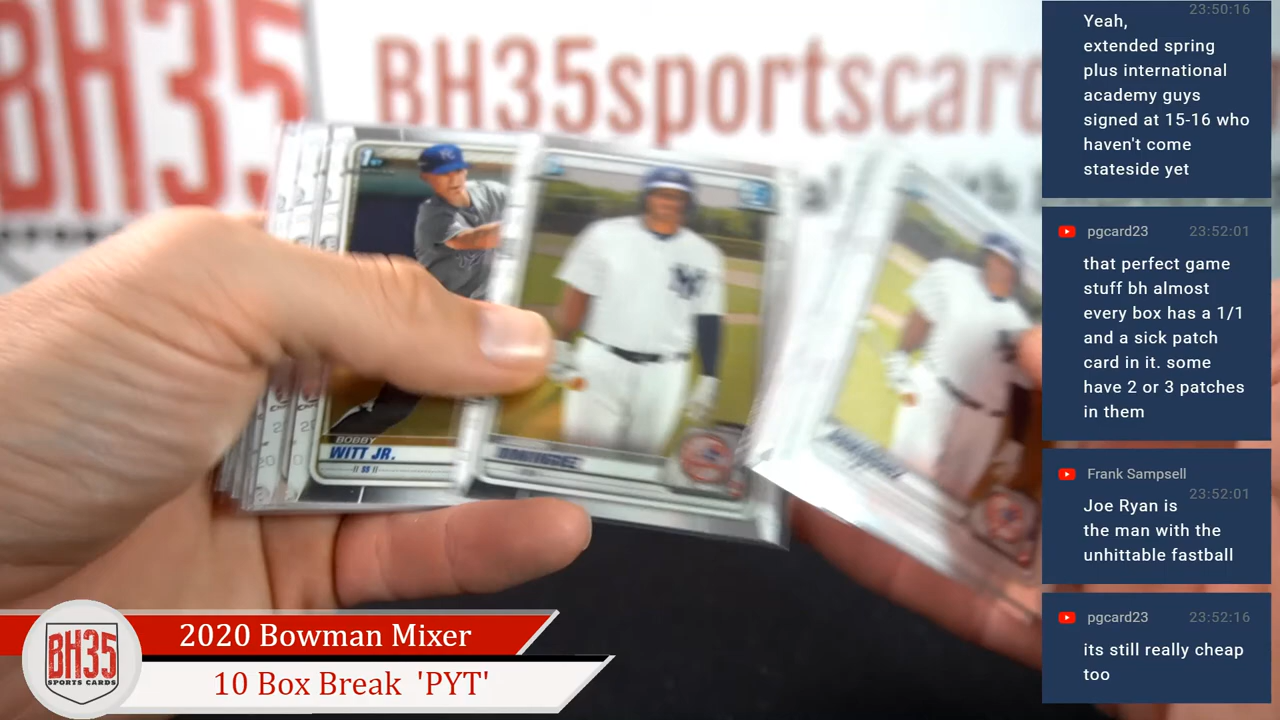 BH35
BH35sportscard
1ST
BOBBY
WITT JR.
DOMINGUEZ
2020 Bowman Mixer
10 Box Break 'PYT'
BH35
SPORTS CARDS
23:50:16
Yeah,
extended spring
plus international
academy guys
signed at 15-16 who
haven't come
stateside yet
pgcard23 23:52:01
that perfect game
stuff bh almost
every box has a 1/1
and a sick patch
card in it. some
have 2 or 3 patches
in them
Frank Sampsell
23:52:01
Joe Ryan is
the man with the
unhittable fastball
pgcard23 23:52:16
its still really cheap
too